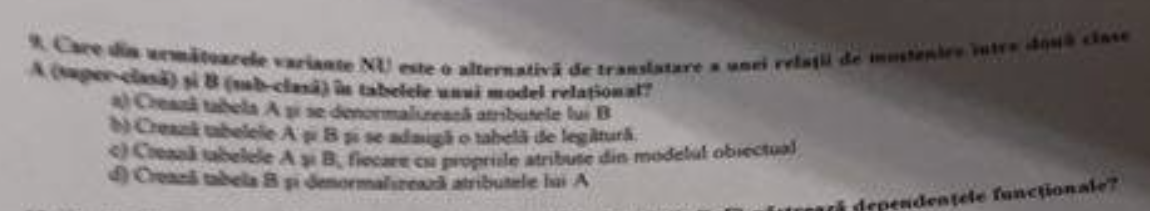 9. Care din următoarele variante NU este o alternativă de translatare a unei relații de mostenire între două clase
A (super-clasă) și B (sub-clasă) în tabelele unui model relațional?
a) Crează tabela A și se denormalizează atributele lui B
b) Crează tabelele A și B și se adaugă o tabelă de legătură
c) Crează tabelele A și B, fiecare cu propriile atribute din modelul obiectual
d) Crează tabela B și denormalizează atributele lui A
dependențele funcționale?